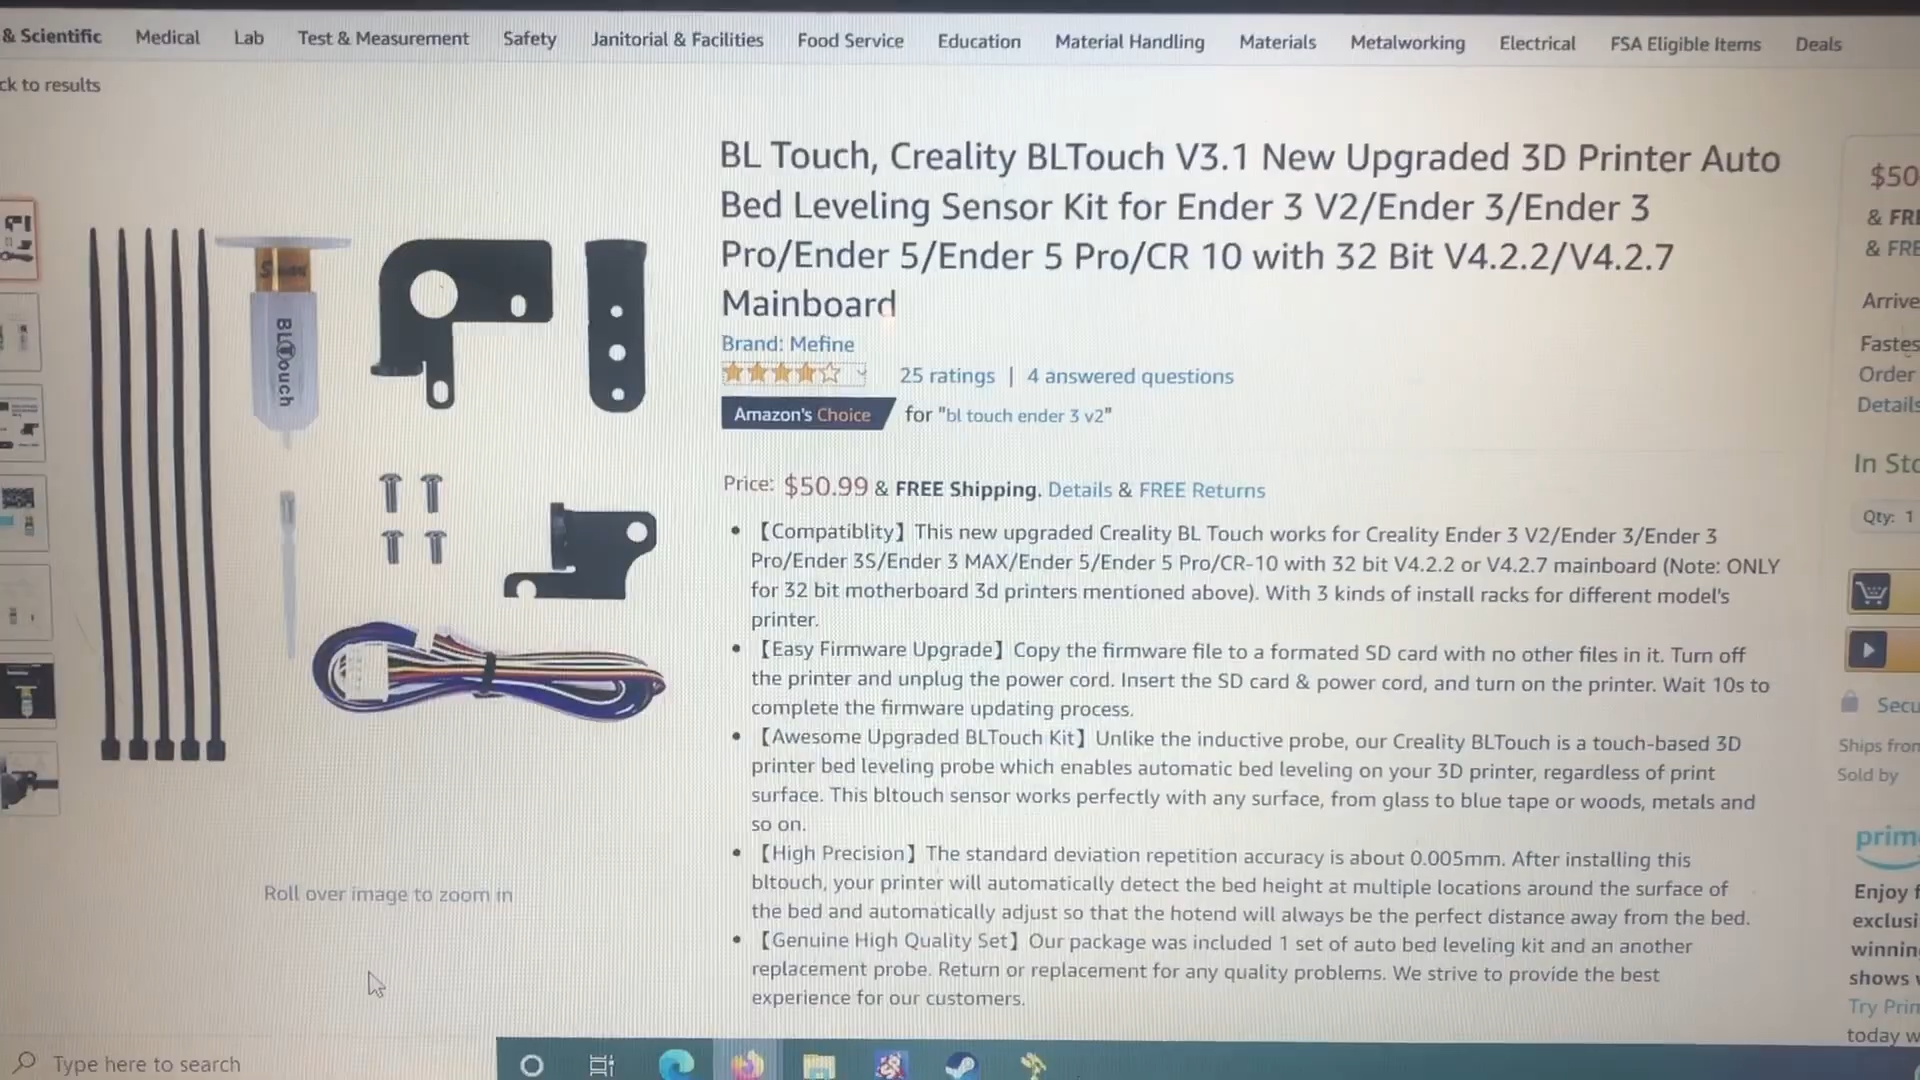 & Scientific Medical Lab Test & Measurement Safety Janitorial & Facilities Food Service Education Material Handling Materials Metalworking Electrical FSA Eligible Items Deals
ck to results
BL Touch, Creality BLTouch V3.1 New Upgraded 3D Printer Auto
Bed Leveling Sensor Kit for Ender 3 V2/Ender 3/Ender 3
Pro/Ender 5/Ender 5 Pro/CR 10 with 32 Bit V4.2.2/V4.2.7
Mainboard
Brand: Mefine
25 ratings | 4 answered questions
Amazon's Choice for "bl touch ender 3 v2"
Price: $50.99 & FREE Shipping. Details & FREE Returns
【Compatiblity】This new upgraded Creality BL Touch works for Creality Ender 3 V2/Ender 3/Ender 3
Pro/Ender 3S/Ender 3 MAX/Ender 5/Ender 5 Pro/CR-10 with 32 bit V4.2.2 or V4.2.7 mainboard (Note: ONLY
for 32 bit motherboard 3d printers mentioned above). With 3 kinds of install racks for different model's
printer.
【Easy Firmware Upgrade】Copy the firmware file to a formated SD card with no other files in it. Turn off
the printer and unplug the power cord. Insert the SD card & power cord, and turn on the printer. Wait 10s to
complete the firmware updating process.
【Awesome Upgraded BLTouch Kit】Unlike the inductive probe, our Creality BLTouch is a touch-based 3D
printer bed leveling probe which enables automatic bed leveling on your 3D printer, regardless of print
surface. This bltouch sensor works perfectly with any surface, from glass to blue tape or woods, metals and
so on.
【High Precision】The standard deviation repetition accuracy is about 0.005mm. After installing this
bltouch, your printer will automatically detect the bed height at multiple locations around the surface of
the bed and automatically adjust so that the hotend will always be the perfect distance away from the bed.
【Genuine High Quality Set】Our package was included 1 set of auto bed leveling kit and an another
replacement probe. Return or replacement for any quality problems. We strive to provide the best
experience for our customers.
BLTouch
Roll over image to zoom in
$50
& FRE
& FRE
Arrive
Fastes
Order
Details
In Sto
Qty: 1
Secu
Ships from
Sold by
prim
Enjoy f
exclusi
winning
shows
Try Prim
today w
Type here to search